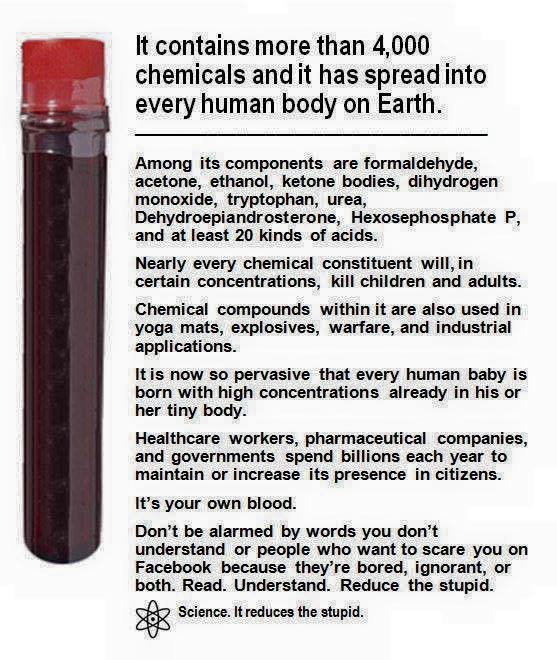 It contains more than 4,000
chemicals and it has spread into
every human body on Earth.
Among its components are formaldehyde,
acetone, ethanol, ketone bodies, dihydrogen
monoxide, tryptophan, urea,
Dehydroepiandrosterone, Hexosephosphate P,
and at least 20 kinds of acids.
Nearly every chemical constituent will, in
certain concentrations, kill children and adults.
Chemical compounds within it are also used in
yoga mats, explosives, warfare, and industrial
applications.
It is now so pervasive that every human baby is
born with high concentrations already in his or
her tiny body.
Healthcare workers, pharmaceutical companies,
and governments spend billions each year to
maintain or increase its presence in citizens.
It's your own blood.
Don't be alarmed by words you don't
understand or people who want to scare you on
Facebook because they're bored, ignorant, or
both. Read. Understand. Reduce the stupid.
Science. It reduces the stupid.